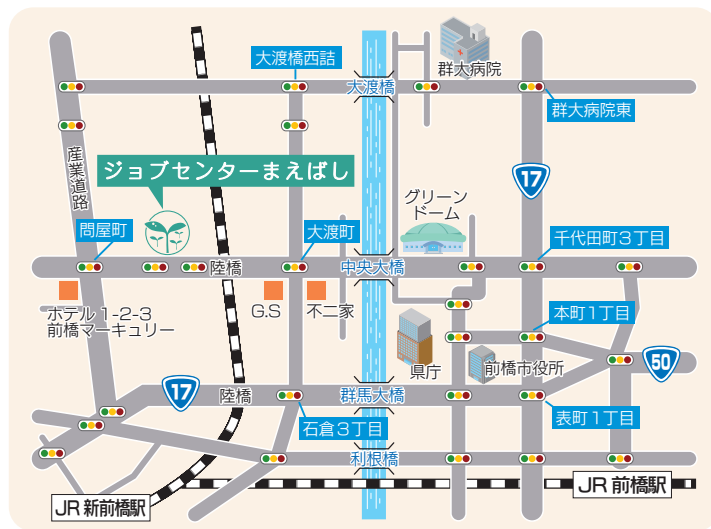 大渡橋西詰
群大病院
大渡橋
群大病院東
産業道路
ジョブセンターまえばし
17
グリーン
ドーム
問屋町
大渡町
千代田町3丁目
陸橋
中央大橋
ホテル 1-2-3
前橋マーキュリー
G.S
不二家
本町1丁目
県庁
前橋市役所
50
17
陸橋
群馬大橋
石倉3丁目
表町1丁目
利根橋
JR 新前橋駅
JR 前橋駅